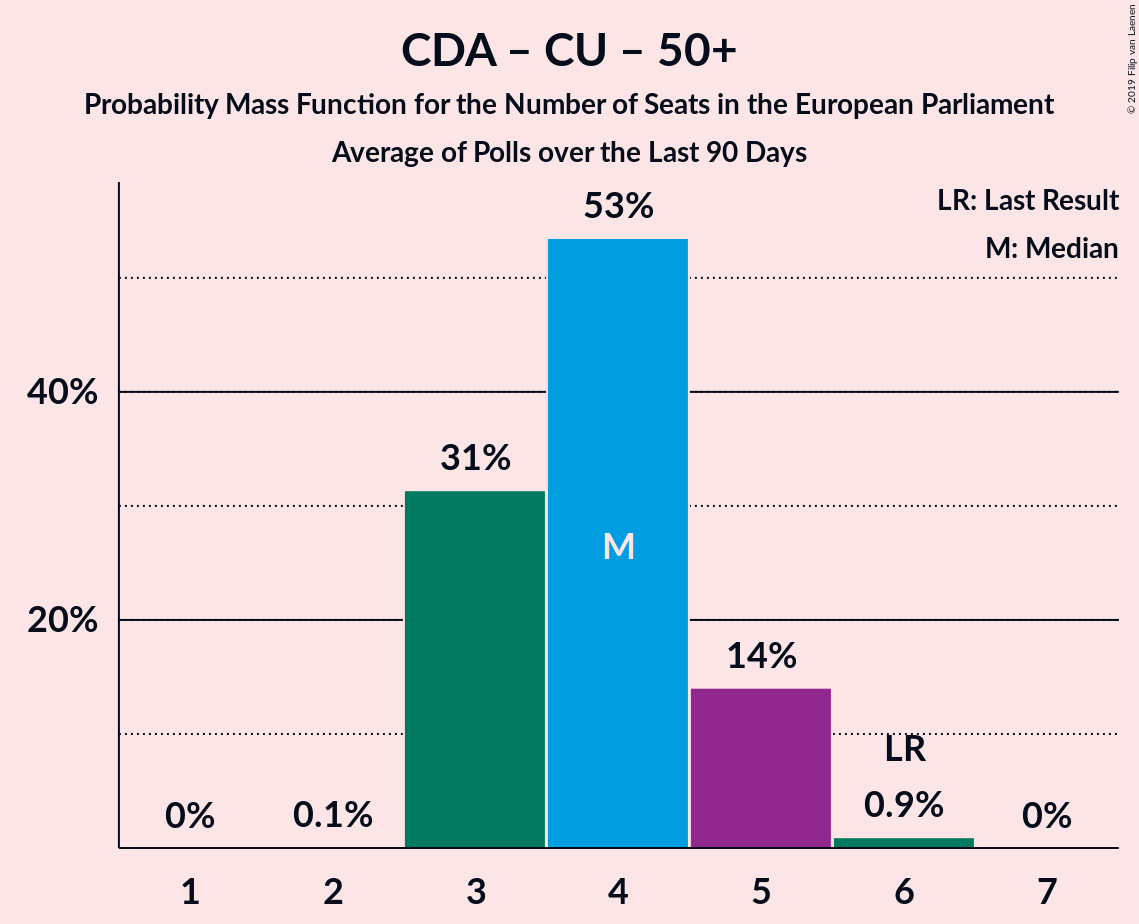 CDA – CU – 50+
Probability Mass Function for the Number of Seats in the European Parliament
Average of Polls over the Last 90 Days
© 2019 Filip van Laenen
LR: Last Result
M: Median
53%
40%
31%
M
20%
14%
LR
0% 0.1% 0.9% 0%
1 2 3 4 5 6 7